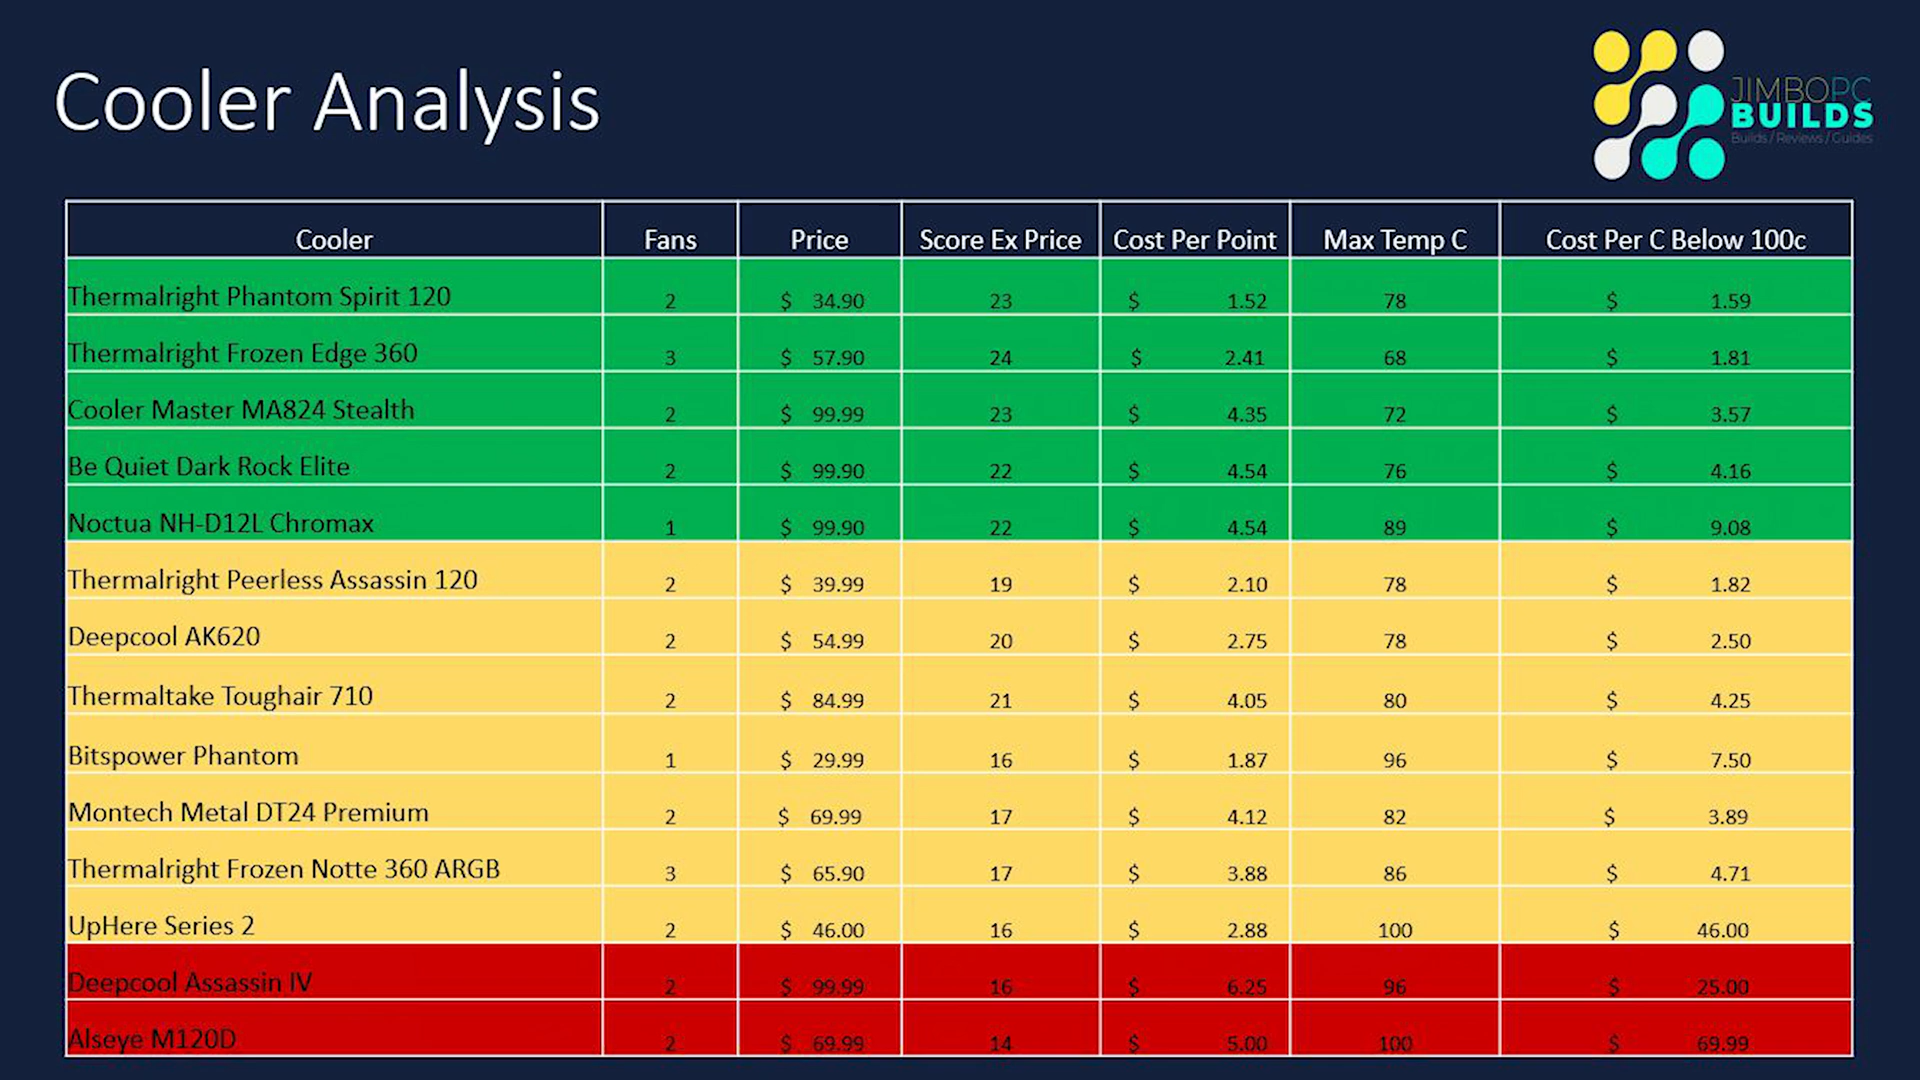 Cooler Analysis
JIMBOPC
BUILDS
Builds / Reviews / Guides
Cooler Fans Price Score Ex Price Cost Per Point Max Temp C Cost Per C Below 100c
Thermalright Phantom Spirit 120 2 $ 34.90 23 $ 1.52 78 $ 1.59
Thermalright Frozen Edge 360 3 $ 57.90 24 $ 2.41 68 $ 1.81
Cooler Master MA824 Stealth 2 $ 99.99 23 $ 4.35 72 $ 3.57
Be Quiet Dark Rock Elite 2 $ 99.90 22 $ 4.54 76 $ 4.16
Noctua NH-D12L Chromax 1 $ 99.90 22 $ 4.54 89 $ 9.08
Thermalright Peerless Assassin 120 2 $ 39.99 19 $ 2.10 78 $ 1.82
Deepcool AK620 2 $ 54.99 20 $ 2.75 78 $ 2.50
Thermaltake Toughair 710 2 $ 84.99 21 $ 4.05 80 $ 4.25
Bitspower Phantom 1 $ 29.99 16 $ 1.87 96 $ 7.50
Montech Metal DT24 Premium 2 $ 69.99 17 $ 4.12 82 $ 3.89
Thermalright Frozen Notte 360 ARGB 3 $ 65.90 17 $ 3.88 86 $ 4.71
UpHere Series 2 2 $ 46.00 16 $ 2.88 100 $ 46.00
Deepcool Assassin IV 2 $ 99.99 16 $ 6.25 96 $ 25.00
Alseye M120D 2 $ 69.99 14 $ 5.00 100 $ 69.99